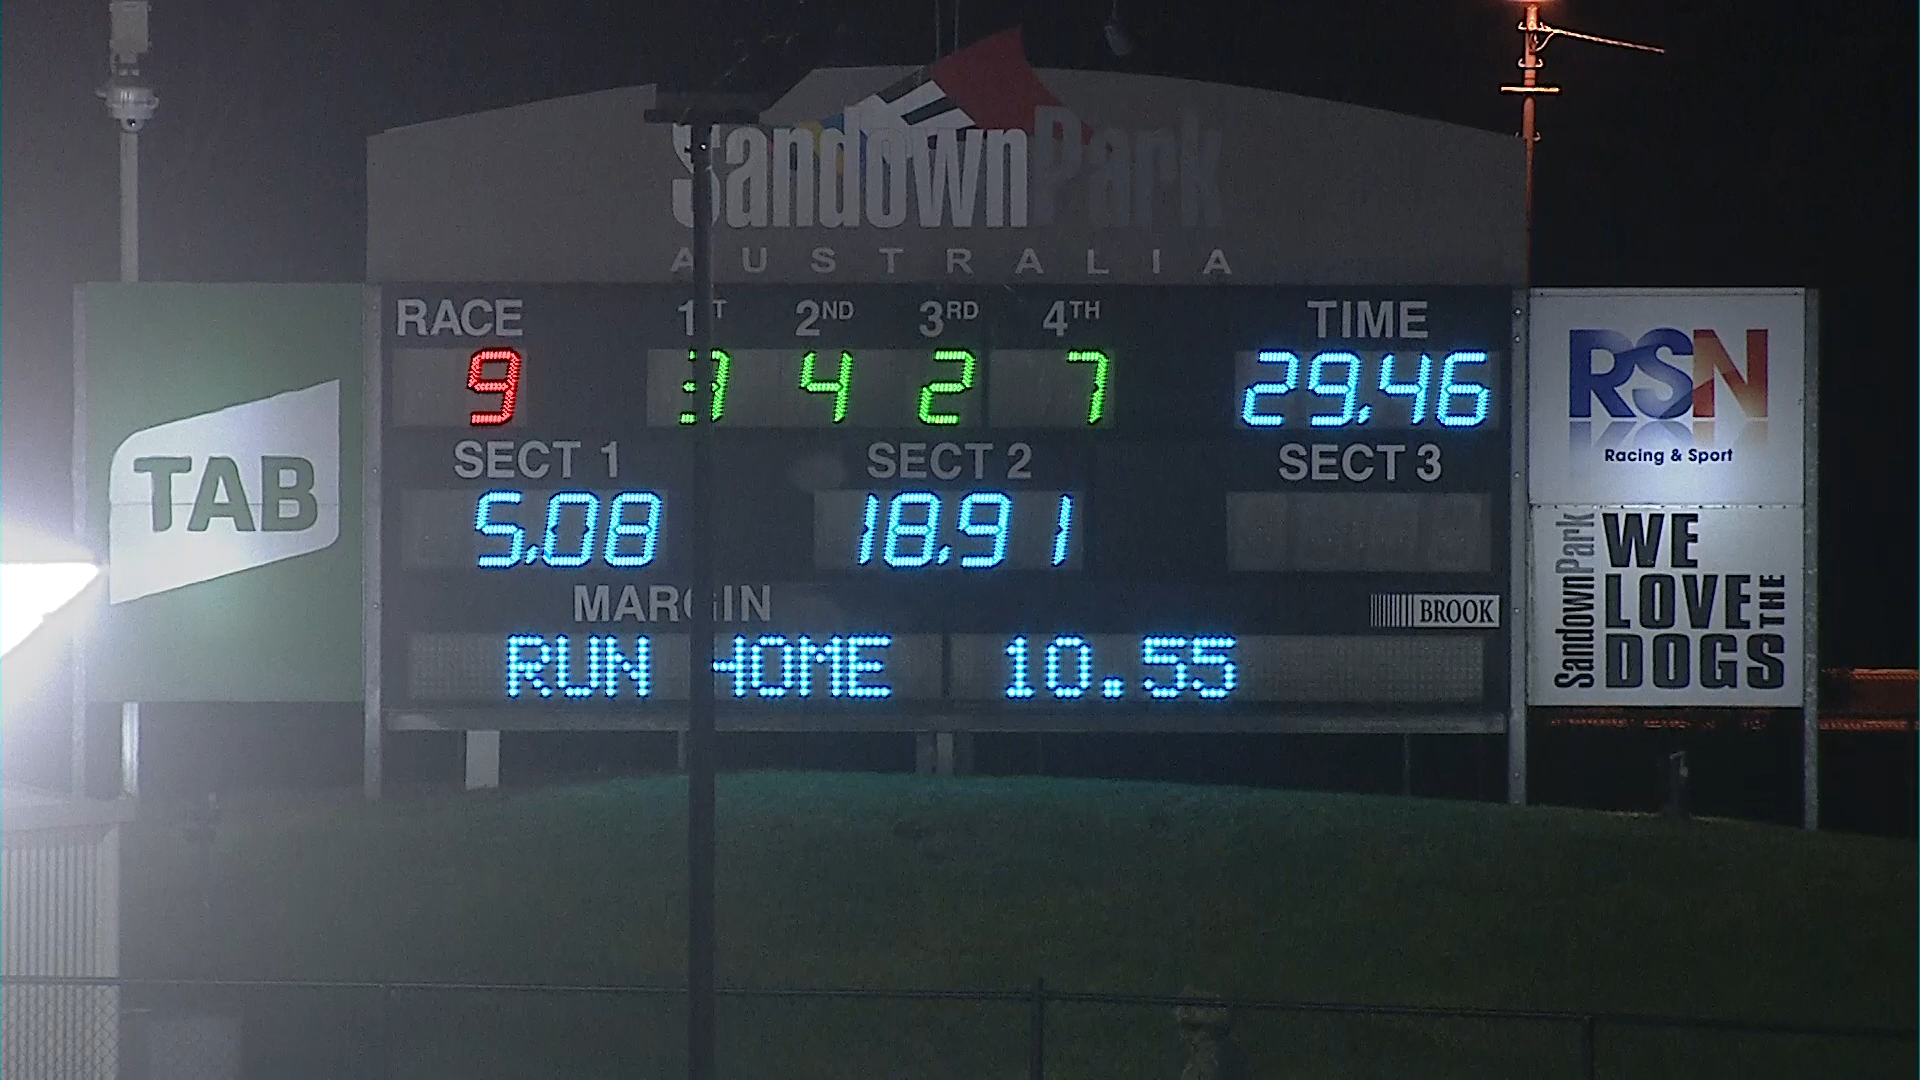 SandownPark
AUSTRALIA
RACE 1ST 2ND 3RD 4TH TIME
9 3 4 2 7 29.46
SECT 1 SECT 2 SECT 3
5.08 18.91
MARGIN
BROOK
RUN HOME 10.55
TAB
RSN
Racing & Sport
SandownPark
WE
LOVE THE
DOGS